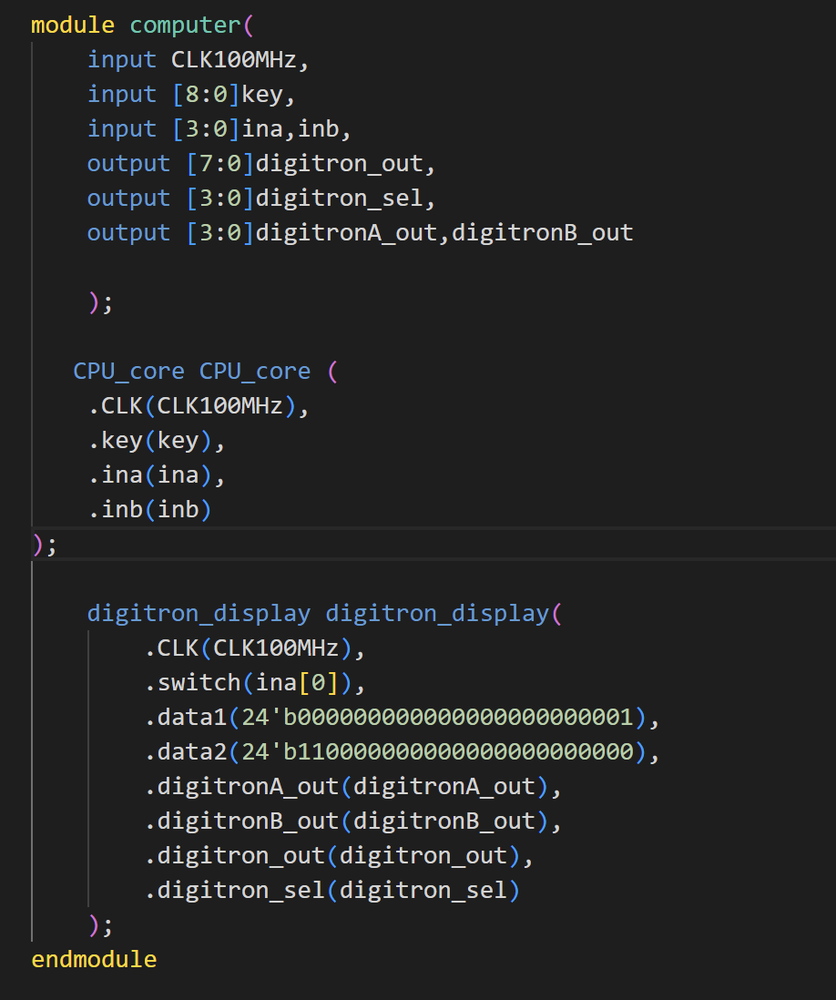 module computer(
input CLK100MHz,
input [8:0]key,
input [3:0]ina,inb,
output [7:0]digitron_out,
output [3:0]digitron_sel,
output [3:0]digitronA_out,digitronB_out
);
CPU_core CPU_core (
.CLK(CLK100MHz),
.key(key),
.ina(ina),
.inb(inb)
);
digitron_display digitron_display(
.CLK(CLK100MHz),
.switch(ina[0]),
.data1(24'b000000000000000000000001),
.data2(24'b110000000000000000000000),
.digitronA_out(digitronA_out),
.digitronB_out(digitronB_out),
.digitron_out(digitron_out),
.digitron_sel(digitron_sel)
);
endmodule